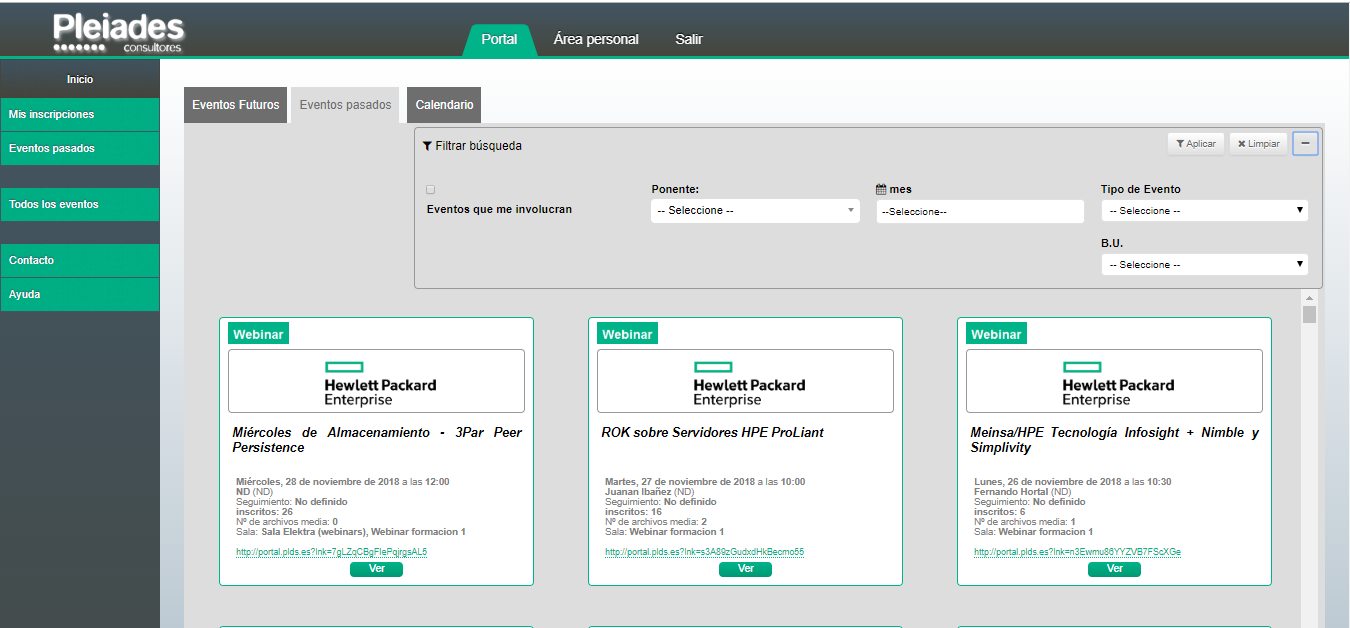 Pleiades
consultores
Portal
Área personal
Salir
Inicio
Mis inscripciones
Eventos pasados
Todos los eventos
Contacto
Ayuda
Eventos Futuros
Eventos pasados
Calendario
Filtrar búsqueda
Aplicar
Limpiar
Eventos que me involucran
Ponente:
-- Seleccione --
mes
--Seleccione--
Tipo de Evento
-- Seleccione --
B.U.
-- Seleccione --
Webinar
Hewlett Packard
Enterprise
Miércoles de Almacenamiento - 3Par Peer
Persistence
Miércoles, 28 de noviembre de 2018 a las 12:00
ND (ND)
Seguimiento: No definido
inscritos: 26
Nº de archivos media: 0
Sala: Sala Elektra (webinars), Webinar formacion 1
http://portal.plds.es?lnk=7gLZqCBgFlePqjrgsAL5
Ver
Webinar
Hewlett Packard
Enterprise
ROK sobre Servidores HPE ProLiant
Martes, 27 de noviembre de 2018 a las 10:00
Juanan Ibañez (ND)
Seguimiento: No definido
inscritos: 16
Nº de archivos media: 2
Sala: Webinar formacion 1
http://portal.plds.es?lnk=s3A89zGudxdHkBecmo55
Ver
Webinar
Hewlett Packard
Enterprise
Meinsa/HPE Tecnología Infosight + Nimble y
Simplivity
Lunes, 26 de noviembre de 2018 a las 10:30
Fernando Hortal (ND)
Seguimiento: No definido
inscritos: 6
Nº de archivos media: 1
Sala: Webinar formacion 1
http://portal.plds.es?lnk=n3Ewmu86YYZVB7FScXGe
Ver